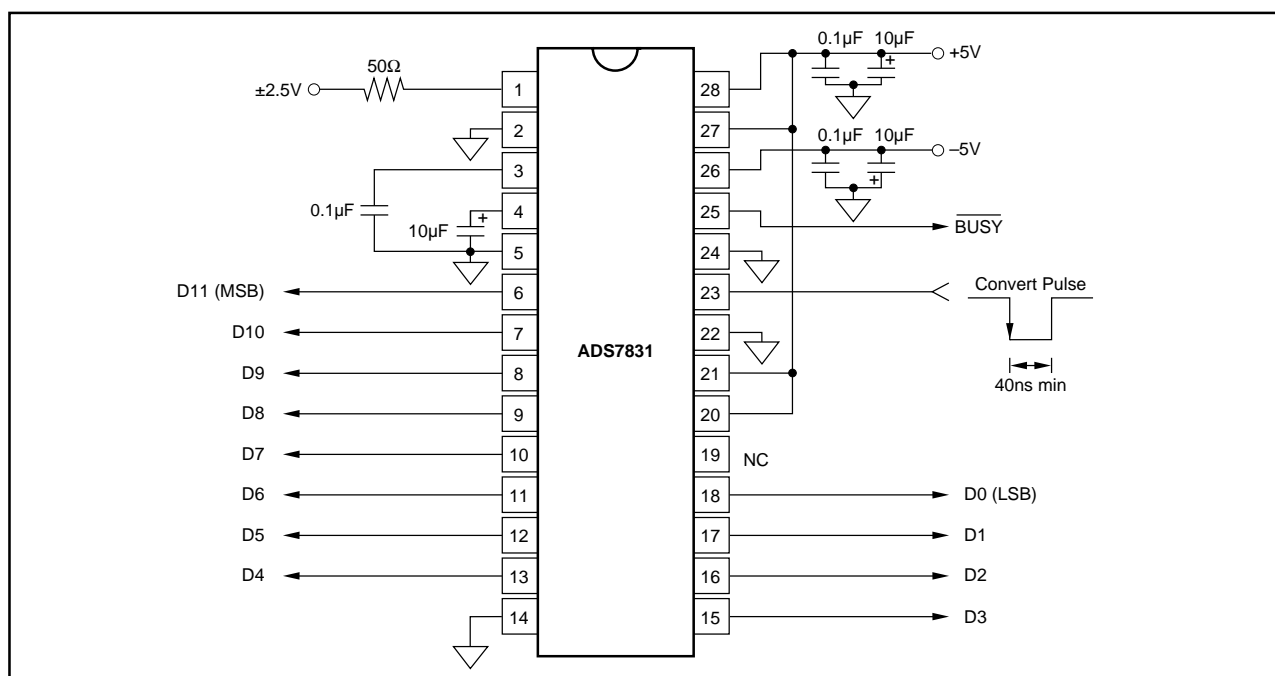 0.1µF 10µF
+5V
50Ω
±2.5V
1 28
2 27
0.1µF 10µF
–5V
3 26
4 25
+
+
+
0.1µF
10µF
BUSY
5 24
D11 (MSB) 6 23 Convert Pulse
D10 7 22
ADS7831
D9 8 21
40ns min
D8 9 20
D7 10 19 NC
D6 11 18 D0 (LSB)
D5 12 17 D1
D4 13 16 D2
14 15 D3